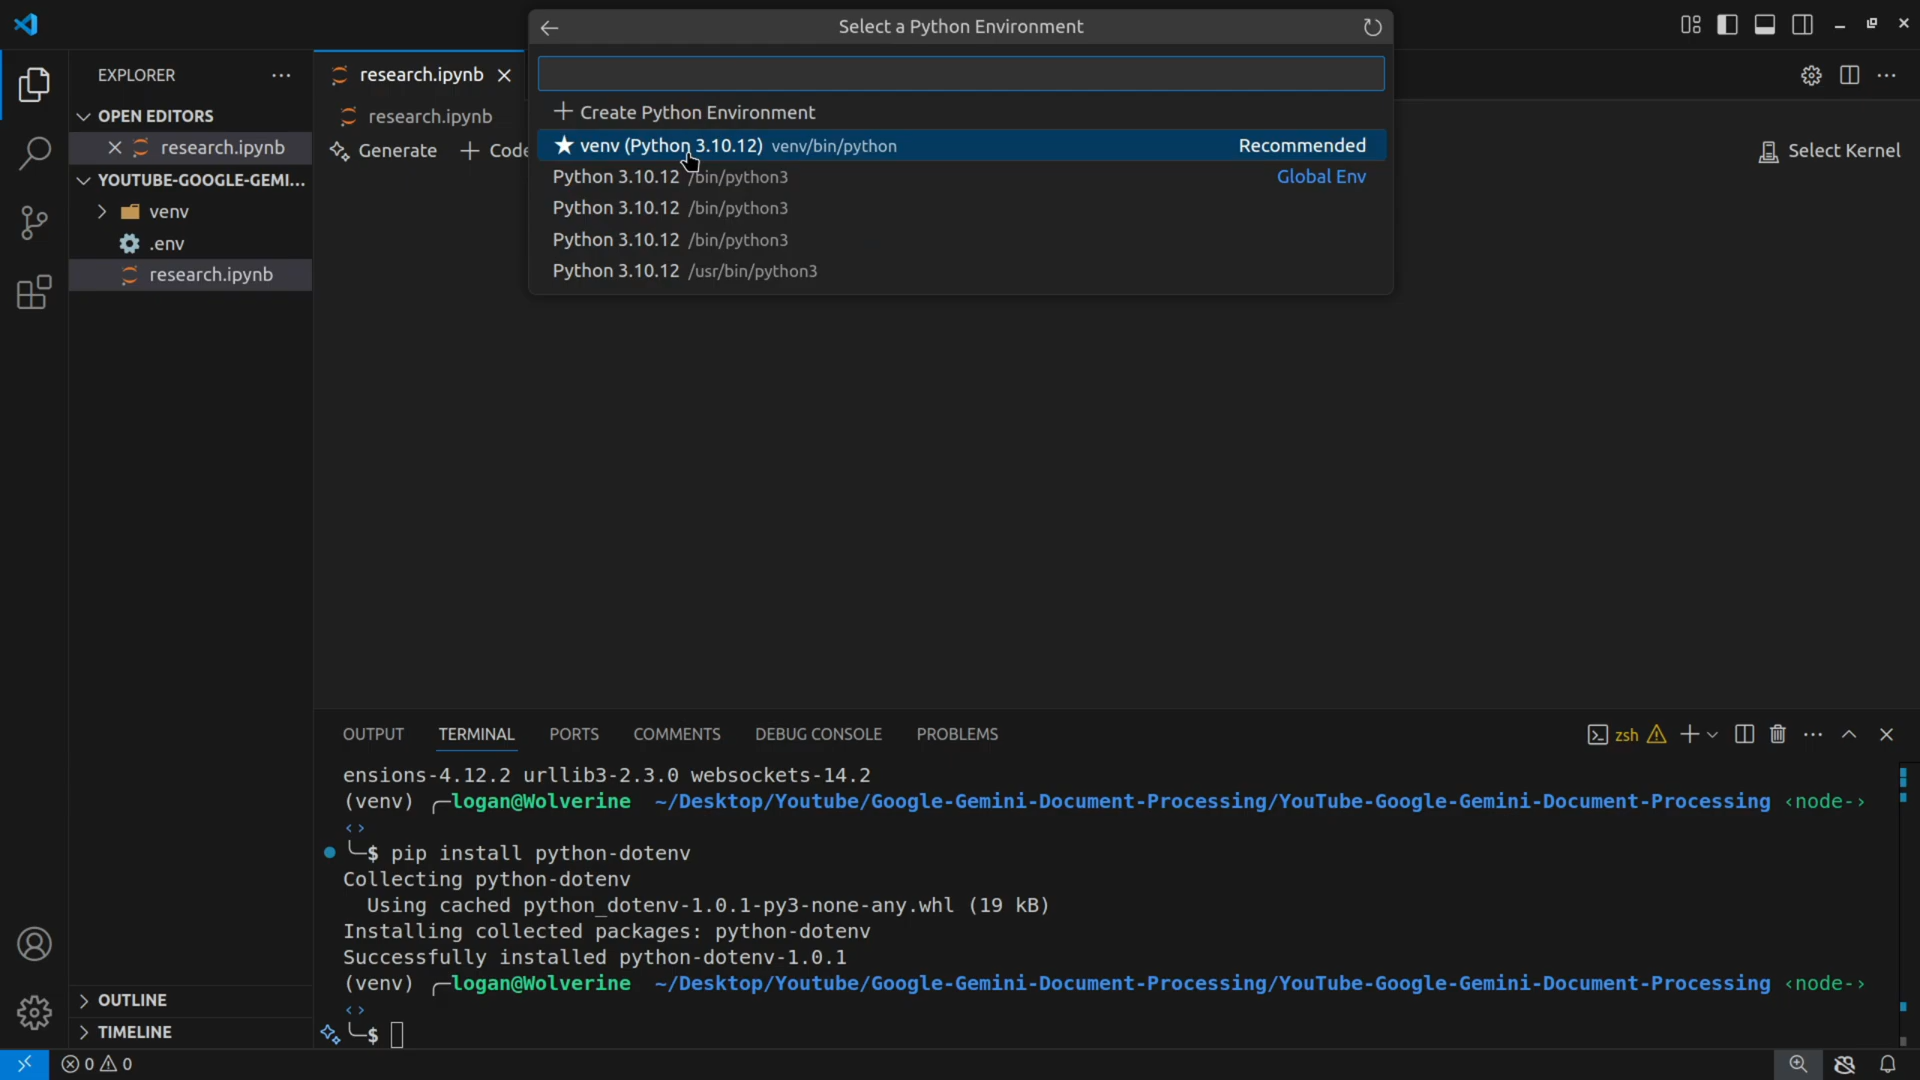 Select a Python Environment
EXPLORER
research.ipynb
OPEN EDITORS
research.ipynb
YOUTUBE-GOOGLE-GEMI...
venv
.env
research.ipynb
OUTLINE
TIMELINE
research.ipynb
Generate
Code
Select Kernel
Create Python Environment
venv (Python 3.10.12) venv/bin/python Recommended
Python 3.10.12 /bin/python3 Global Env
Python 3.10.12 /bin/python3
Python 3.10.12 /bin/python3
Python 3.10.12 /usr/bin/python3
OUTPUT TERMINAL PORTS COMMENTS DEBUG CONSOLE PROBLEMS
zsh
ensions-4.12.2 urllib3-2.3.0 websockets-14.2
(venv) ╭─logan@Wolverine ~/Desktop/Youtube/Google-Gemini-Document-Processing/YouTube-Google-Gemini-Document-Processing ‹node-›
‹›
╰─$ pip install python-dotenv
Collecting python-dotenv
Using cached python_dotenv-1.0.1-py3-none-any.whl (19 kB)
Installing collected packages: python-dotenv
Successfully installed python-dotenv-1.0.1
(venv) ╭─logan@Wolverine ~/Desktop/Youtube/Google-Gemini-Document-Processing/YouTube-Google-Gemini-Document-Processing ‹node-›
‹›
╰─$
0 0